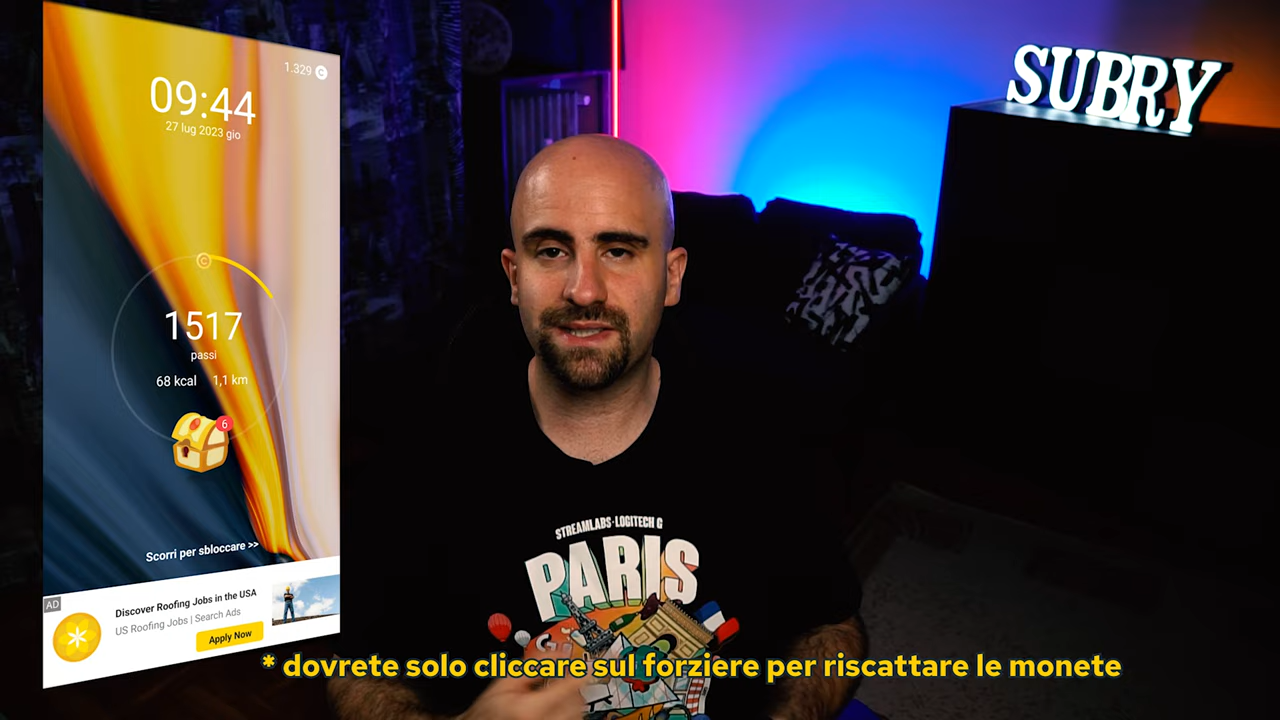 1.329 C
09:44
27 lug 2023 gio
C
1517
passi
68 kcal 1,1 km
6
Scorri per sbloccare >>
AD
Discover Roofing Jobs in the USA
US Roofing Jobs | Search Ads
Apply Now
SUBRY
STREAMLABS·LOGITECH G
PARIS
* dovrete solo cliccare sul forziere per riscattare le monete